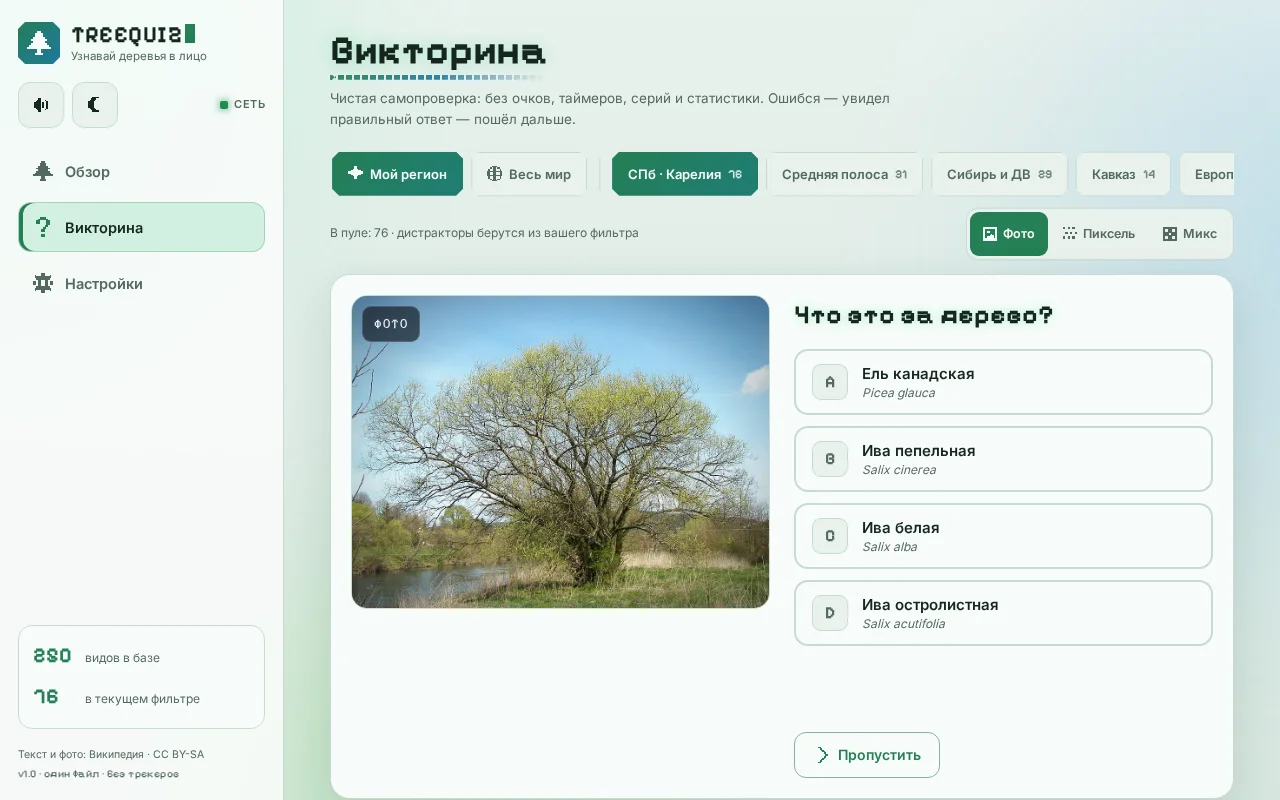 TREEQUIZ
Узнавай деревья в лицо
СЕТЬ
Обзор
Викторина
Настройки
280
видов в базе
76
в текущем фильтре
Текст и фото: Википедия · CC BY-SA
v1.0 · один файл · без трекеров
Викторина
Чистая самопроверка: без очков, таймеров, серий и статистики. Ошибся — увидел
правильный ответ — пошёл дальше.
Мой регион
Весь мир
СПб · Карелия 76
Средняя полоса 31
Сибирь и ДВ 29
Кавказ 14
Европ
В пуле: 76 · дистракторы берутся из вашего фильтра
Фото
Пиксель
Микс
ФОТО
Что это за дерево?
A
Ель канадская
Picea glauca
B
Ива пепельная
Salix cinerea
C
Ива белая
Salix alba
D
Ива остролистная
Salix acutifolia
Пропустить